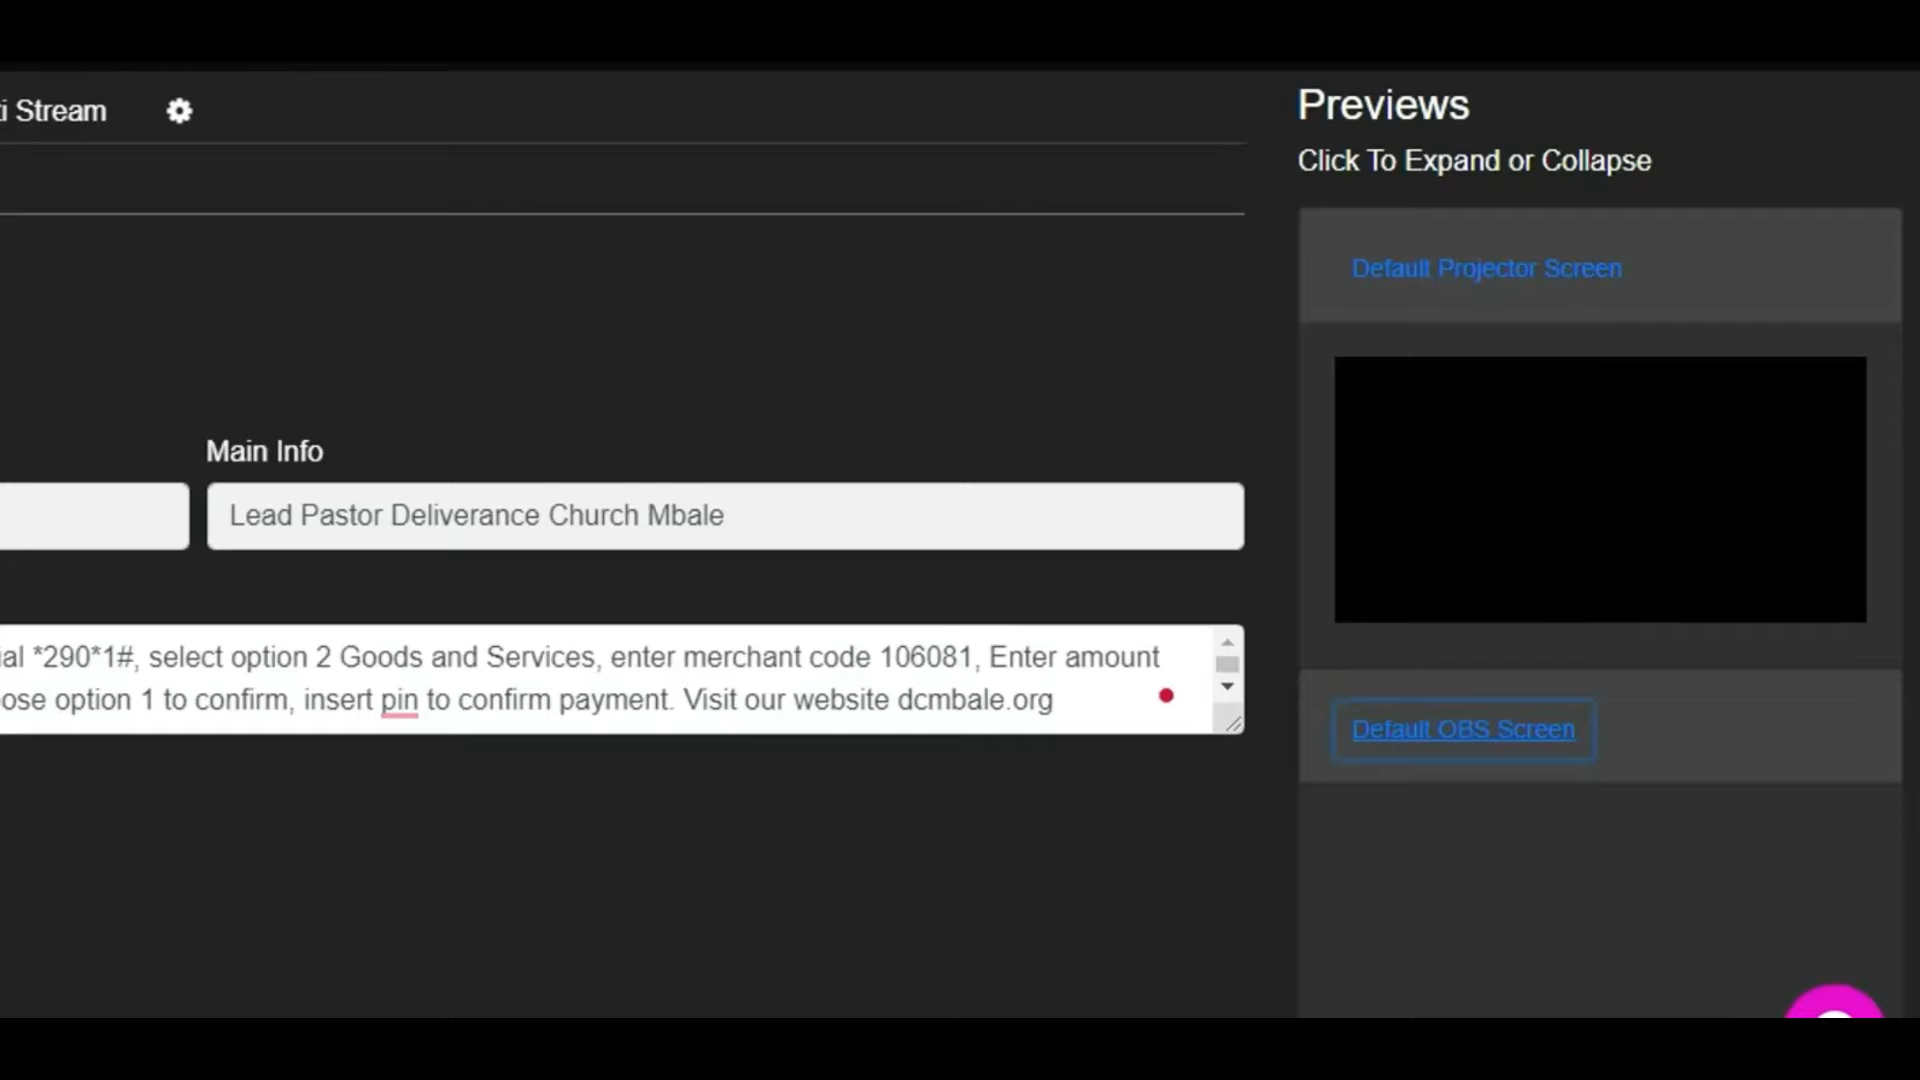 Stream
Previews
Click To Expand or Collapse
Default Projector Screen
Main Info
Lead Pastor Deliverance Church Mbale
*290*1#, select option 2 Goods and Services, enter merchant code 106081, Enter amount
option 1 to confirm, insert pin to confirm payment. Visit our website dcmbale.org
Default OBS Screen